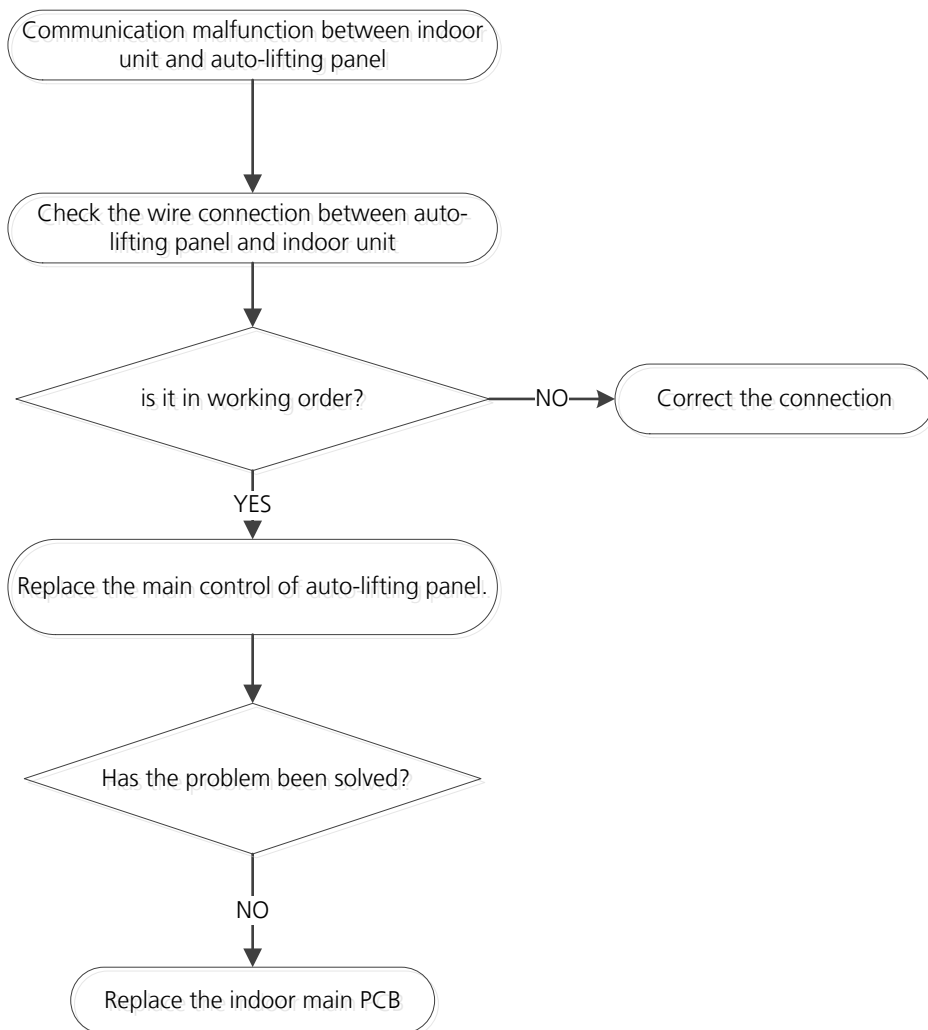 Communication malfunction between indoor
unit and auto-lifting panel
Check the wire connection between auto-
lifting panel and indoor unit
is it in working order?
NO
Correct the connection
YES
Replace the main control of auto-lifting panel.
Has the problem been solved?
NO
Replace the indoor main PCB